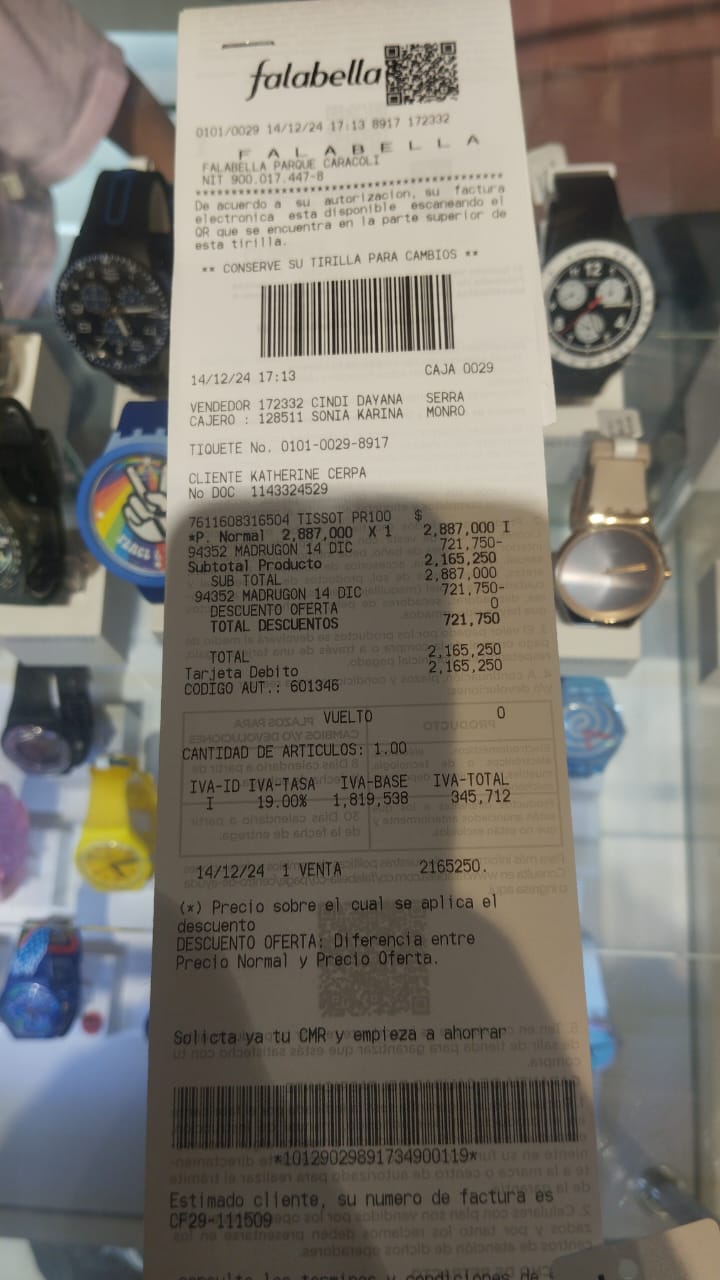 falabella
0101/0029 14/12/24 17:13 8917 172332
F A L A B E L L A
FALABELLA PARQUE CARACOLI
NIT 900.017.447-8
****************************************
De acuerdo a su autorizacion, su factura
electronica esta disponible escaneando el
QR que se encuentra en la parte superior de
esta tirilla.
** CONSERVE SU TIRILLA PARA CAMBIOS **
14/12/24 17:13 CAJA 0029
VENDEDOR 172332 CINDI DAYANA SERRA
CAJERO : 128511 SONIA KARINA MONRO
TIQUETE No. 0101-0029-8917
CLIENTE KATHERINE CERPA
No DOC 1143324529
7611608316504 TISSOT PR100 $
*P. Normal 2,887,000 X 1 2,887,000 I
94352 MADRUGON 14 DIC 721,750-
Subtotal Producto 2,165,250
SUB TOTAL 2,887,000
94352 MADRUGON 14 DIC 721,750-
DESCUENTO OFERTA 0
TOTAL DESCUENTOS 721,750
TOTAL 2,165,250
Tarjeta Debito 2,165,250
CODIGO AUT.: 601346
VUELTO 0
CANTIDAD DE ARTICULOS: 1.00
IVA-ID IVA-TASA IVA-BASE IVA-TOTAL
I 19.00% 1,819,538 345,712
14/12/24 1 VENTA 2165250.
(*) Precio sobre el cual se aplica el
descuento
DESCUENTO OFERTA: Diferencia entre
Precio Normal y Precio Oferta.
Solicta ya tu CMR y empieza a ahorrar
*10129029891734900119*
Estimado cliente, su numero de factura es
CF29-111509
consulte los terminos y condiciones de